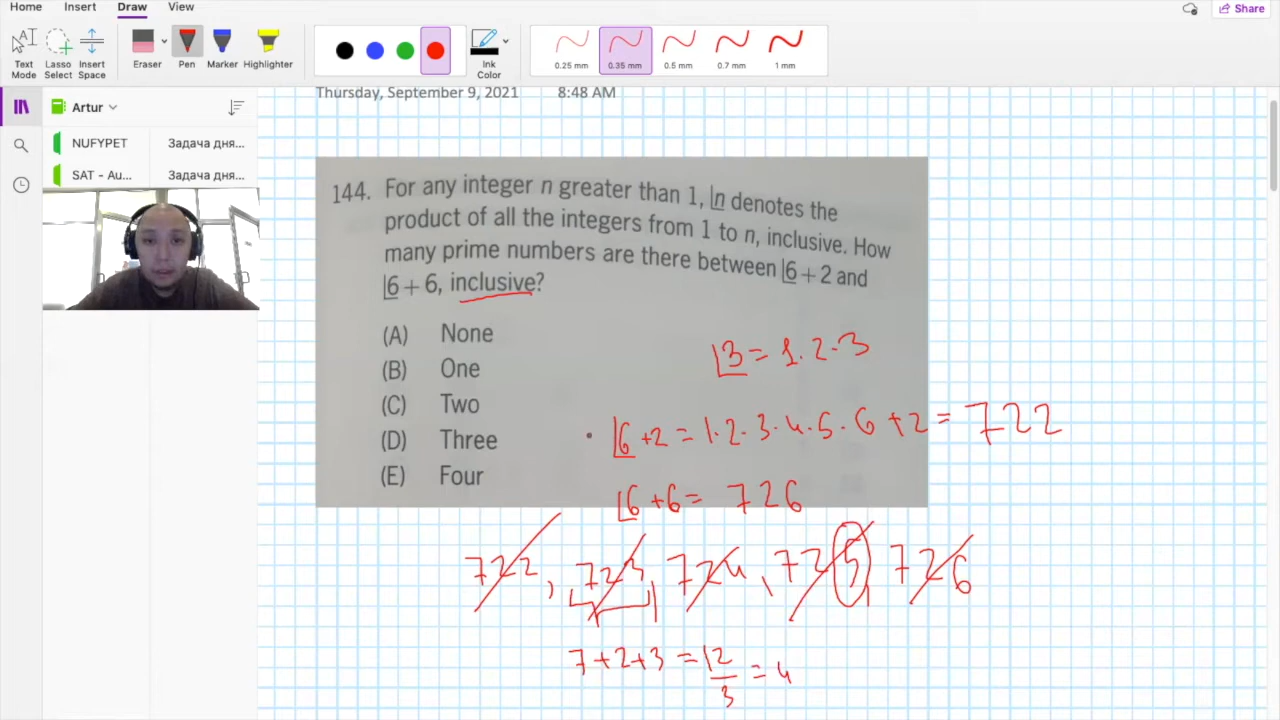 Home Insert Draw View
Share
Text Mode
Lasso Select
Insert Space
Eraser
Pen
Marker
Highlighter
Ink Color
0.25 mm
0.35 mm
0.5 mm
0.7 mm
1 mm
Thursday, September 9, 2021 8:48 AM
Artur
NUFYPET Задача дня...
SAT - Au... Задача дня...
144. For any integer n greater than 1, ⌊n denotes the
product of all the integers from 1 to n, inclusive. How
many prime numbers are there between ⌊6 + 2 and
⌊6 + 6, inclusive?
(A) None
(B) One
(C) Two
(D) Three
(E) Four
⌊3 = 1·2·3
⌊6 +2 = 1·2·3·4·5·6 +2 = 722
⌊6 +6 = 726
722, 723, 724, 725, 726
7+2+3 = 12/3 = 4